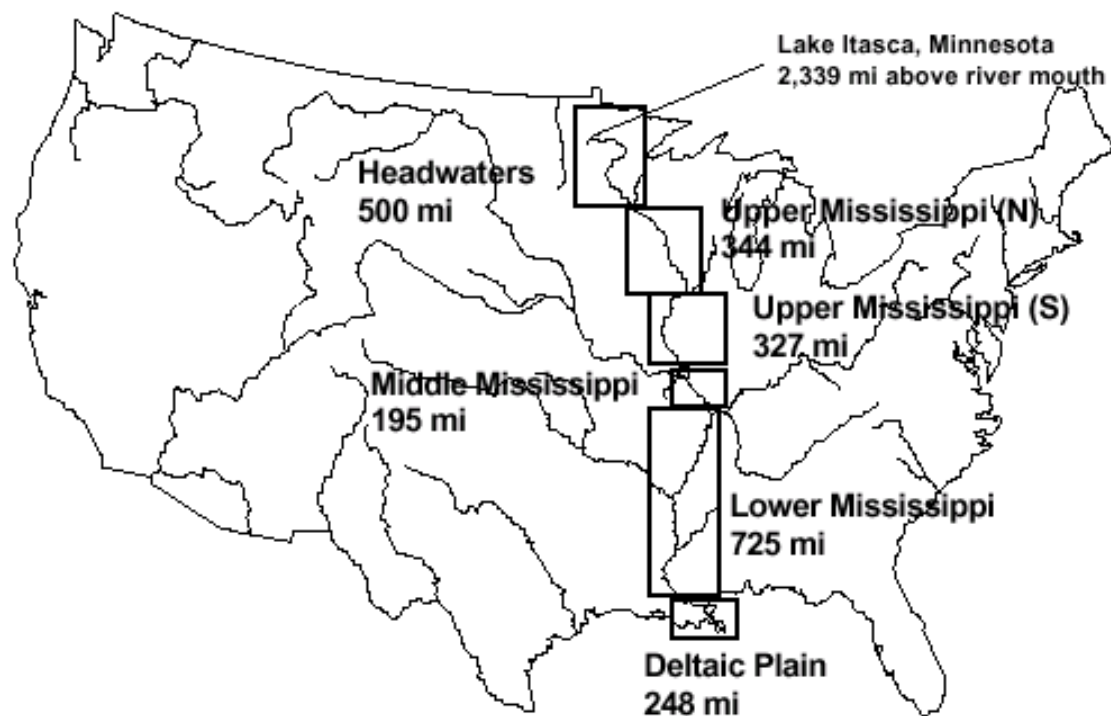 Lake Itasca, Minnesota
2,339 mi above river mouth
Headwaters
500 mi
Upper Mississippi (N)
344 mi
Upper Mississippi (S)
327 mi
Middle Mississippi
195 mi
Lower Mississippi
725 mi
Deltaic Plain
248 mi